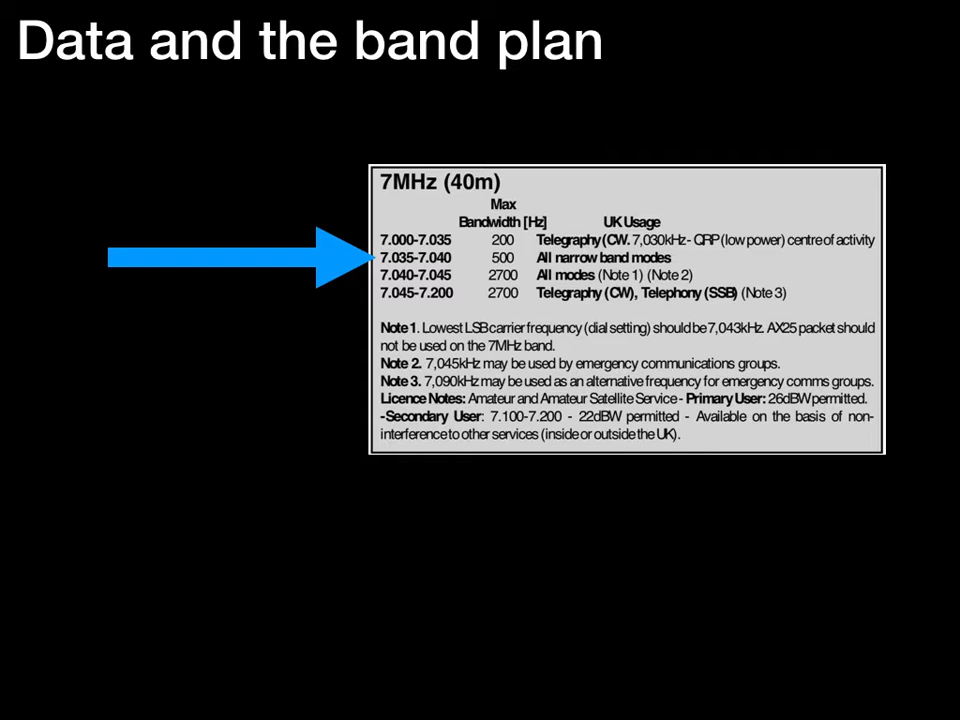 Data and the band plan
7MHz (40m)
Max
Bandwidth [Hz] UK Usage
7.000-7.035 200 Telegraphy (CW. 7,030kHz - QRP (low power) centre of activity
7.035-7.040 500 All narrow band modes
7.040-7.045 2700 All modes (Note 1) (Note 2)
7.045-7.200 2700 Telegraphy (CW), Telephony (SSB) (Note 3)
Note 1. Lowest LSB carrier frequency (dial setting) should be 7,043kHz. AX25 packet should
not be used on the 7MHz band.
Note 2. 7,045kHz may be used by emergency communications groups.
Note 3. 7,090kHz may be used as an alternative frequency for emergency comms groups.
Licence Notes: Amateur and Amateur Satellite Service - Primary User: 26dBW permitted.
-Secondary User: 7.100-7.200 - 22dBW permitted - Available on the basis of non-
interference to other services (inside or outside the UK).